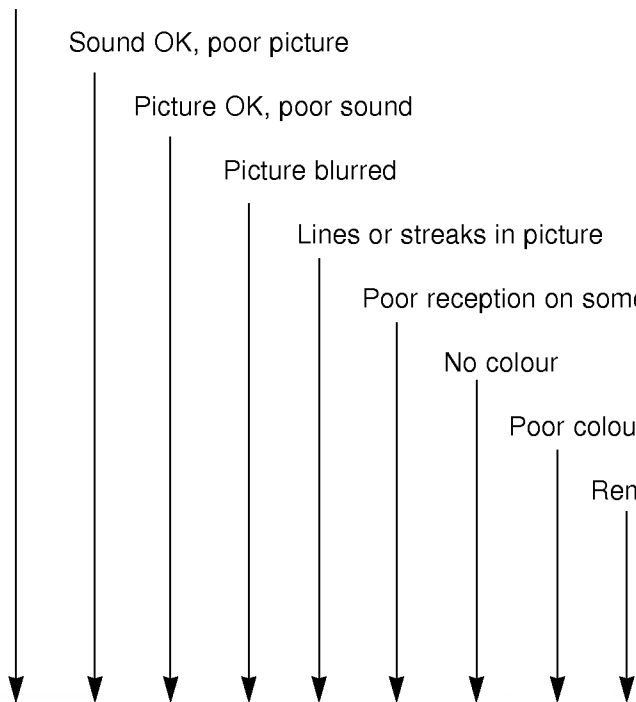 Sound OK, poor picture
Picture OK, poor sound
Picture blurred
Lines or streaks in picture
Poor reception on some
No colour
Poor colou
Rem